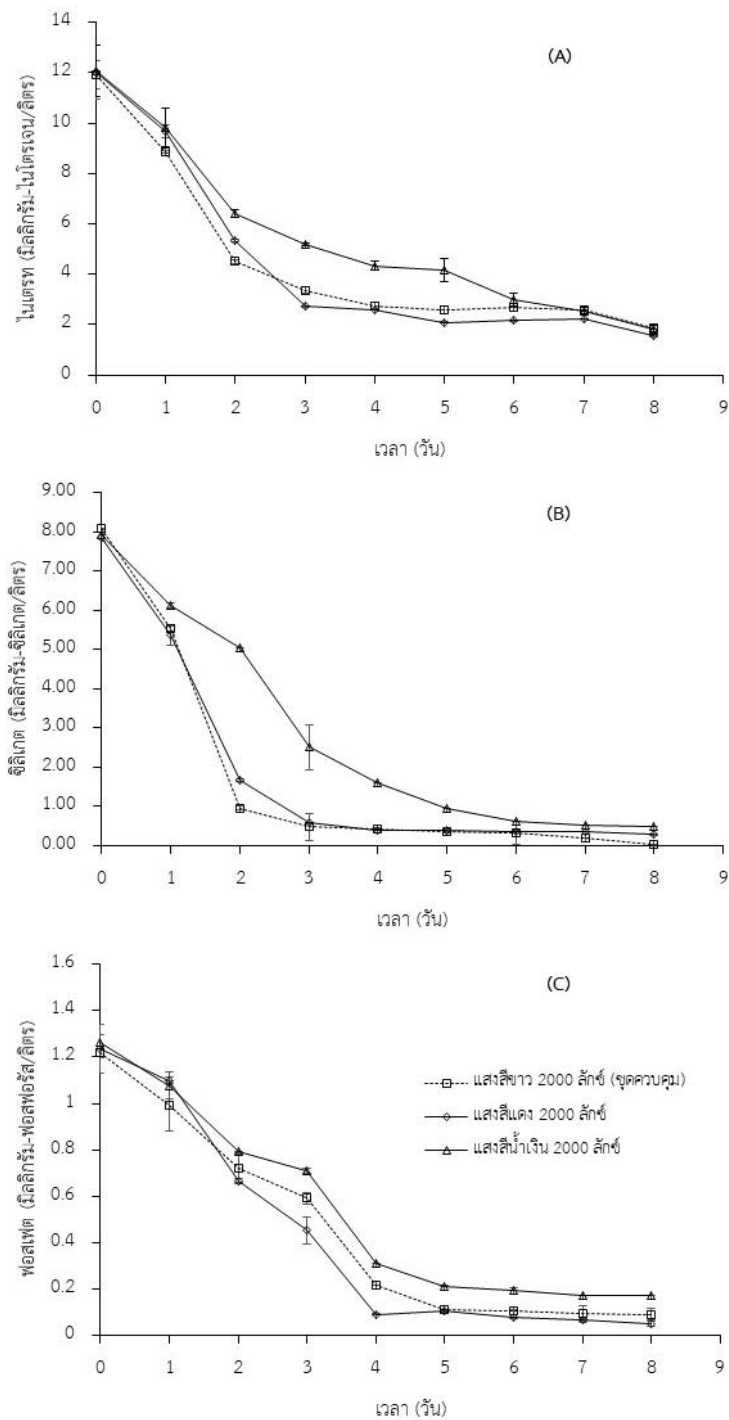 (A)
ไนเตรท (มิลลิกรัม-ไนโตรเจน/ลิตร)
14
12
10
8
6
4
2
0
0 1 2 3 4 5 6 7 8 9
เวลา (วัน)
(B)
ซิลิเกต (มิลลิกรัม-ซิลิเกต/ลิตร)
9.00
8.00
7.00
6.00
5.00
4.00
3.00
2.00
1.00
0.00
0 1 2 3 4 5 6 7 8 9
เวลา (วัน)
(C)
ฟอสเฟต (มิลลิกรัม-ฟอสฟอรัส/ลิตร)
1.6
1.4
1.2
1
0.8
0.6
0.4
0.2
0
แสงสีขาว 2000 ลักซ์ (ชุดควบคุม)
แสงสีแดง 2000 ลักซ์
แสงสีน้ำเงิน 2000 ลักซ์
0 1 2 3 4 5 6 7 8 9
เวลา (วัน)